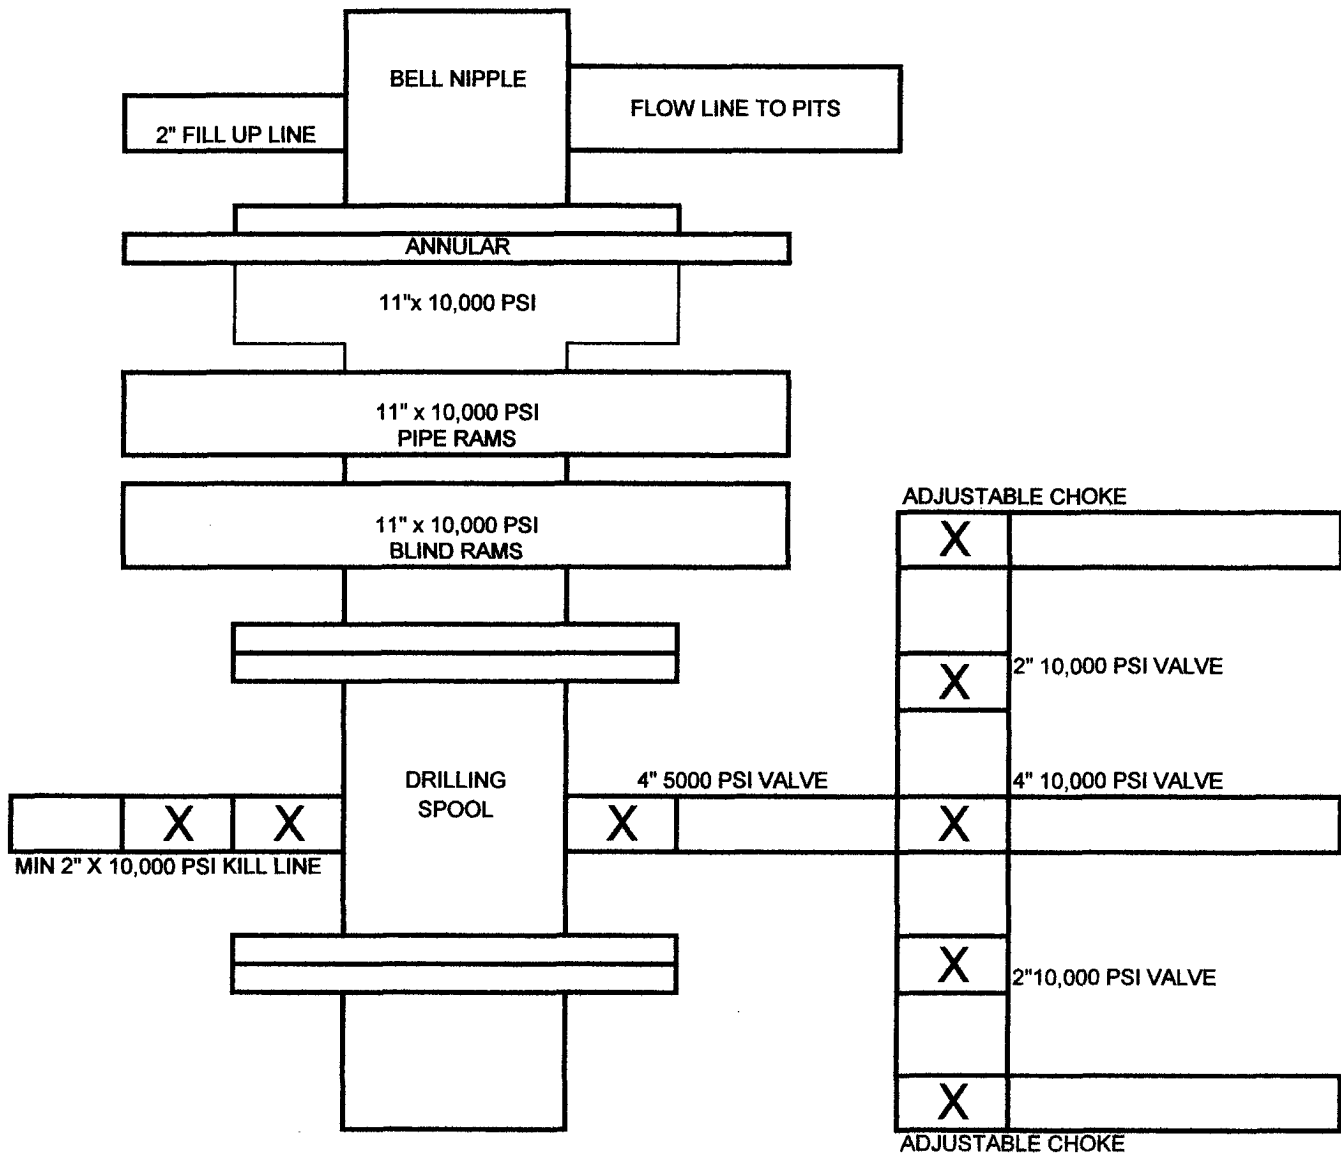 BELL NIPPLE
FLOW LINE TO PITS
2" FILL UP LINE
ANNULAR
11"x 10,000 PSI
11" x 10,000 PSI
PIPE RAMS
11" x 10,000 PSI
BLIND RAMS
ADJUSTABLE CHOKE
X
X
2" 10,000 PSI VALVE
DRILLING
SPOOL
4" 5000 PSI VALVE
4" 10,000 PSI VALVE
X
X
X
X
MIN 2" X 10,000 PSI KILL LINE
X
2"10,000 PSI VALVE
X
ADJUSTABLE CHOKE